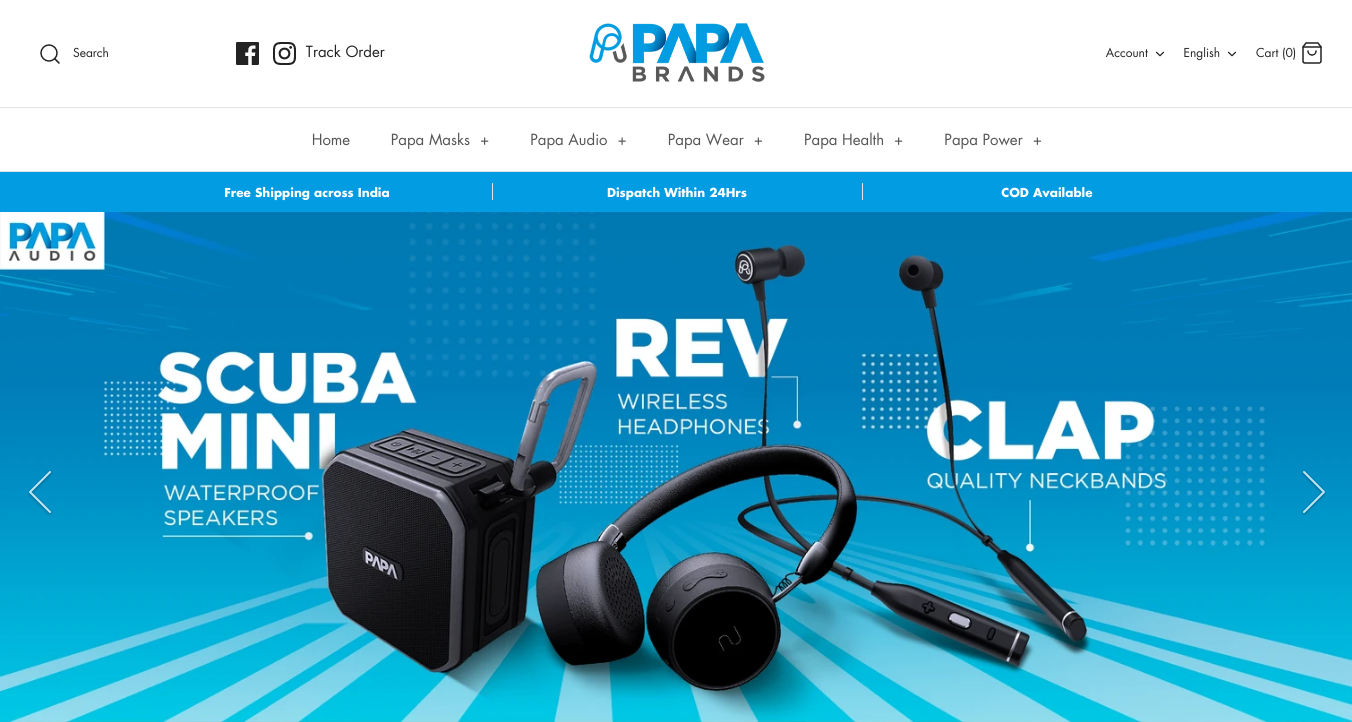 Search
Track Order
PAPA
BRANDS
Account
English
Cart (0)
Home
Papa Masks +
Papa Audio +
Papa Wear +
Papa Health +
Papa Power +
Free Shipping across India
Dispatch Within 24Hrs
COD Available
PAPA
AUDIO
SCUBA
MINI
WATERPROOF
SPEAKERS
REV
WIRELESS
HEADPHONES
CLAP
QUALITY NECKBANDS
PAPA